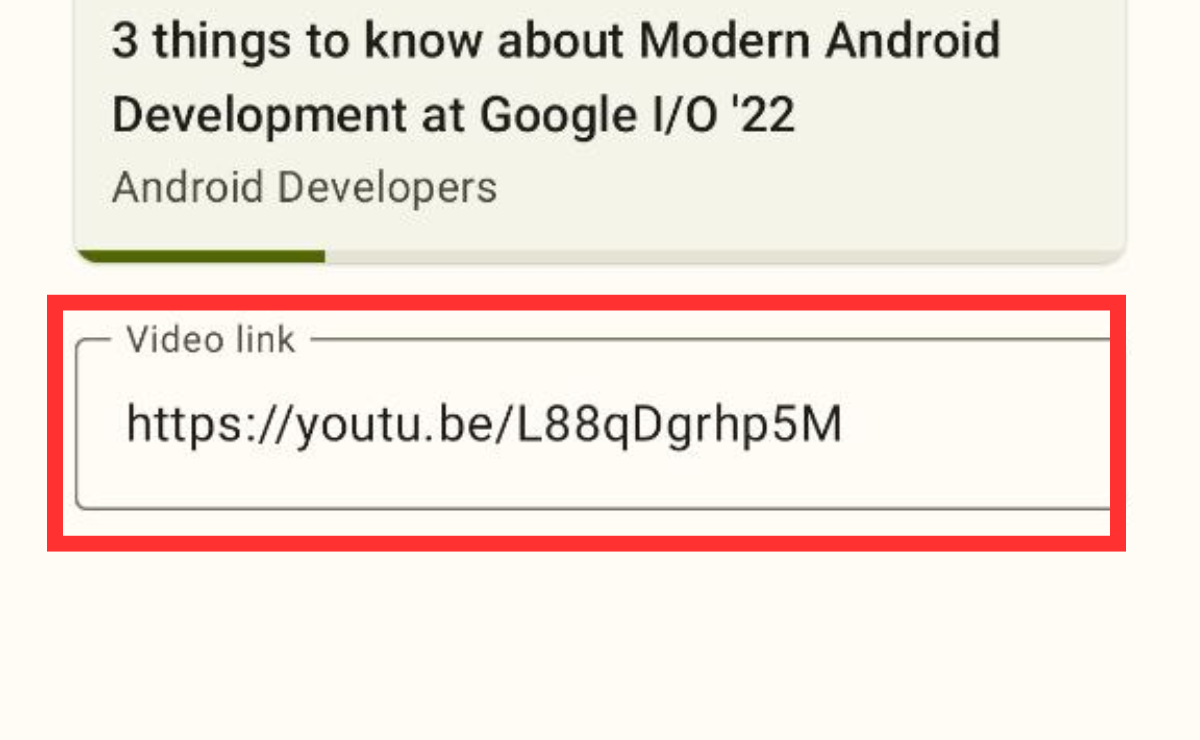 3 things to know about Modern Android
Development at Google I/O '22
Android Developers
Video link
https://youtu.be/L88qDgrhp5M